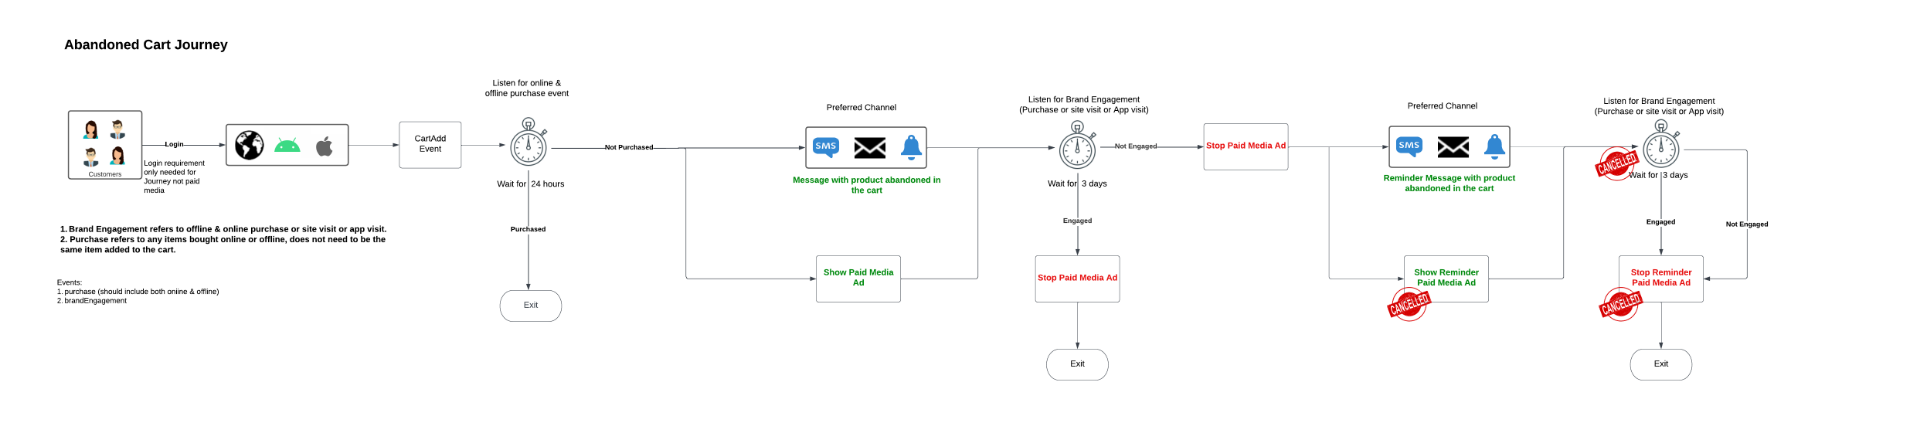 Abandoned Cart Journey
Customers
Login
Login requirement
only needed for
Journey not paid
media
CartAdd
Event
Listen for online &
offline purchase event
Wait for 24 hours
Purchased
Exit
Not Purchased
Preferred Channel
SMS
Message with product abandoned in
the cart
Show Paid Media
Ad
Listen for Brand Engagement
(Purchase or site visit or App visit)
Wait for 3 days
Engaged
Stop Paid Media Ad
Exit
Not Engaged
Stop Paid Media Ad
Preferred Channel
SMS
Reminder Message with product
abandoned in the cart
Show Reminder
Paid Media Ad
CANCELLED
Listen for Brand Engagement
(Purchase or site visit or App visit)
CANCELLED
Wait for 3 days
Engaged
Not Engaged
Stop Reminder
Paid Media Ad
CANCELLED
Exit
1. Brand Engagement refers to offline & online purchase or site visit or app visit.
2. Purchase refers to any items bought online or offline, does not need to be the
same item added to the cart.
Events:
1. purchase (should include both online & offline)
2. brandEngagement